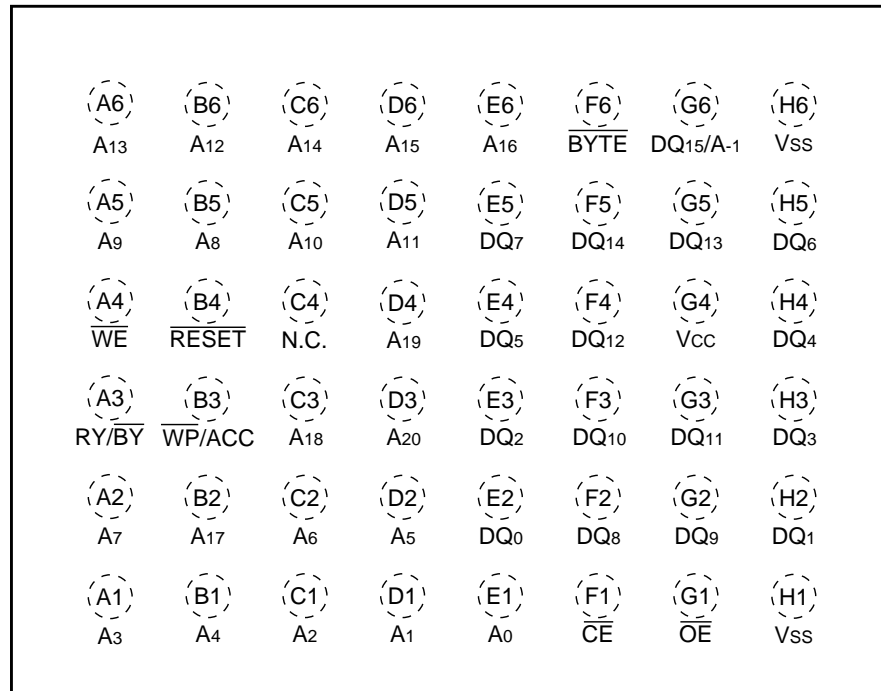 A6 B6 C6 D6 E6 F6 G6 H6
A13 A12 A14 A15 A16 BYTE DQ15/A-1 VSS
A5 B5 C5 D5 E5 F5 G5 H5
A9 A8 A10 A11 DQ7 DQ14 DQ13 DQ6
A4 B4 C4 D4 E4 F4 G4 H4
WE RESET N.C. A19 DQ5 DQ12 VCC DQ4
A3 B3 C3 D3 E3 F3 G3 H3
RY/BY WP/ACC A18 A20 DQ2 DQ10 DQ11 DQ3
A2 B2 C2 D2 E2 F2 G2 H2
A7 A17 A6 A5 DQ0 DQ8 DQ9 DQ1
A1 B1 C1 D1 E1 F1 G1 H1
A3 A4 A2 A1 A0 CE OE VSS